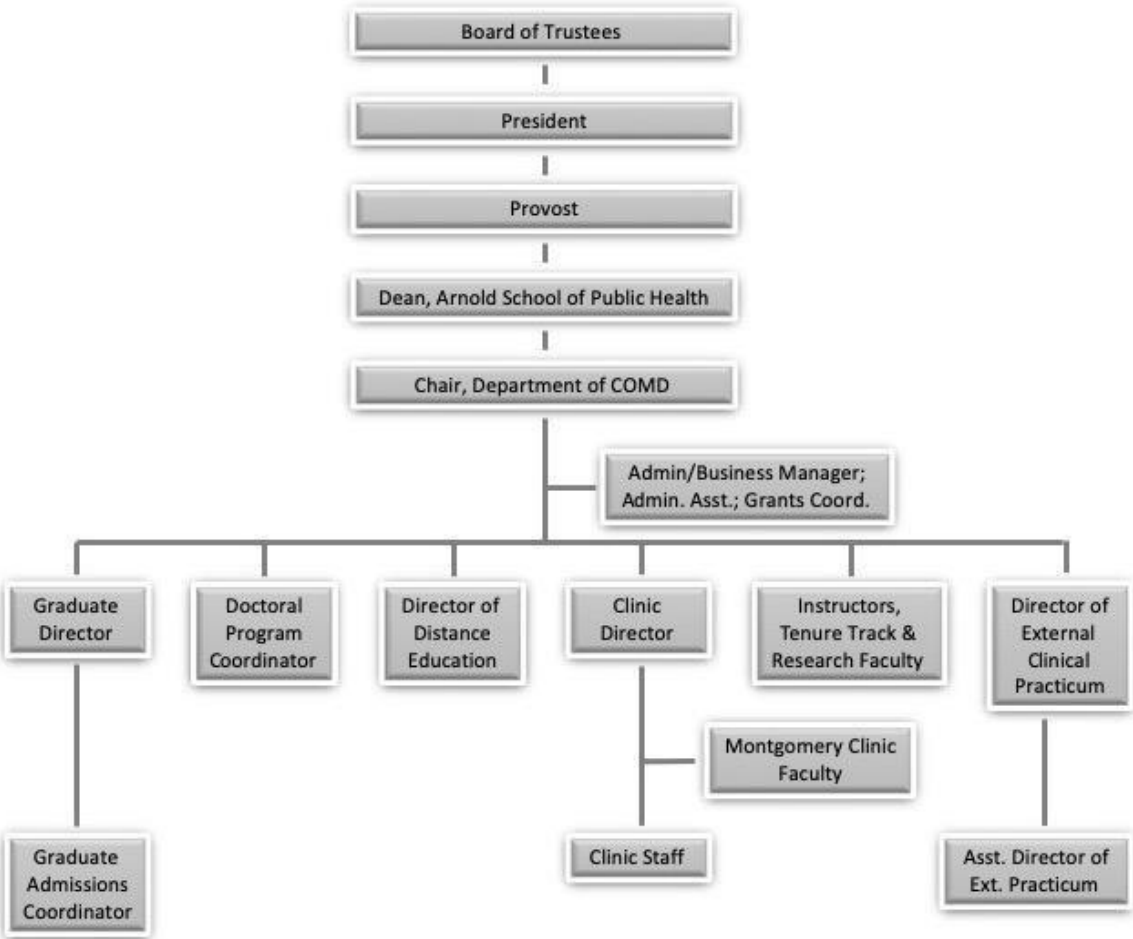 Board of Trustees
President
Provost
Dean, Arnold School of Public Health
Chair, Department of COMD
Admin/Business Manager;
Admin. Asst.; Grants Coord.
Graduate
Director
Doctoral
Program
Coordinator
Director of
Distance
Education
Clinic
Director
Instructors,
Tenure Track &
Research Faculty
Director of
External
Clinical
Practicum
Montgomery Clinic
Faculty
Graduate
Admissions
Coordinator
Clinic Staff
Asst. Director of
Ext. Practicum